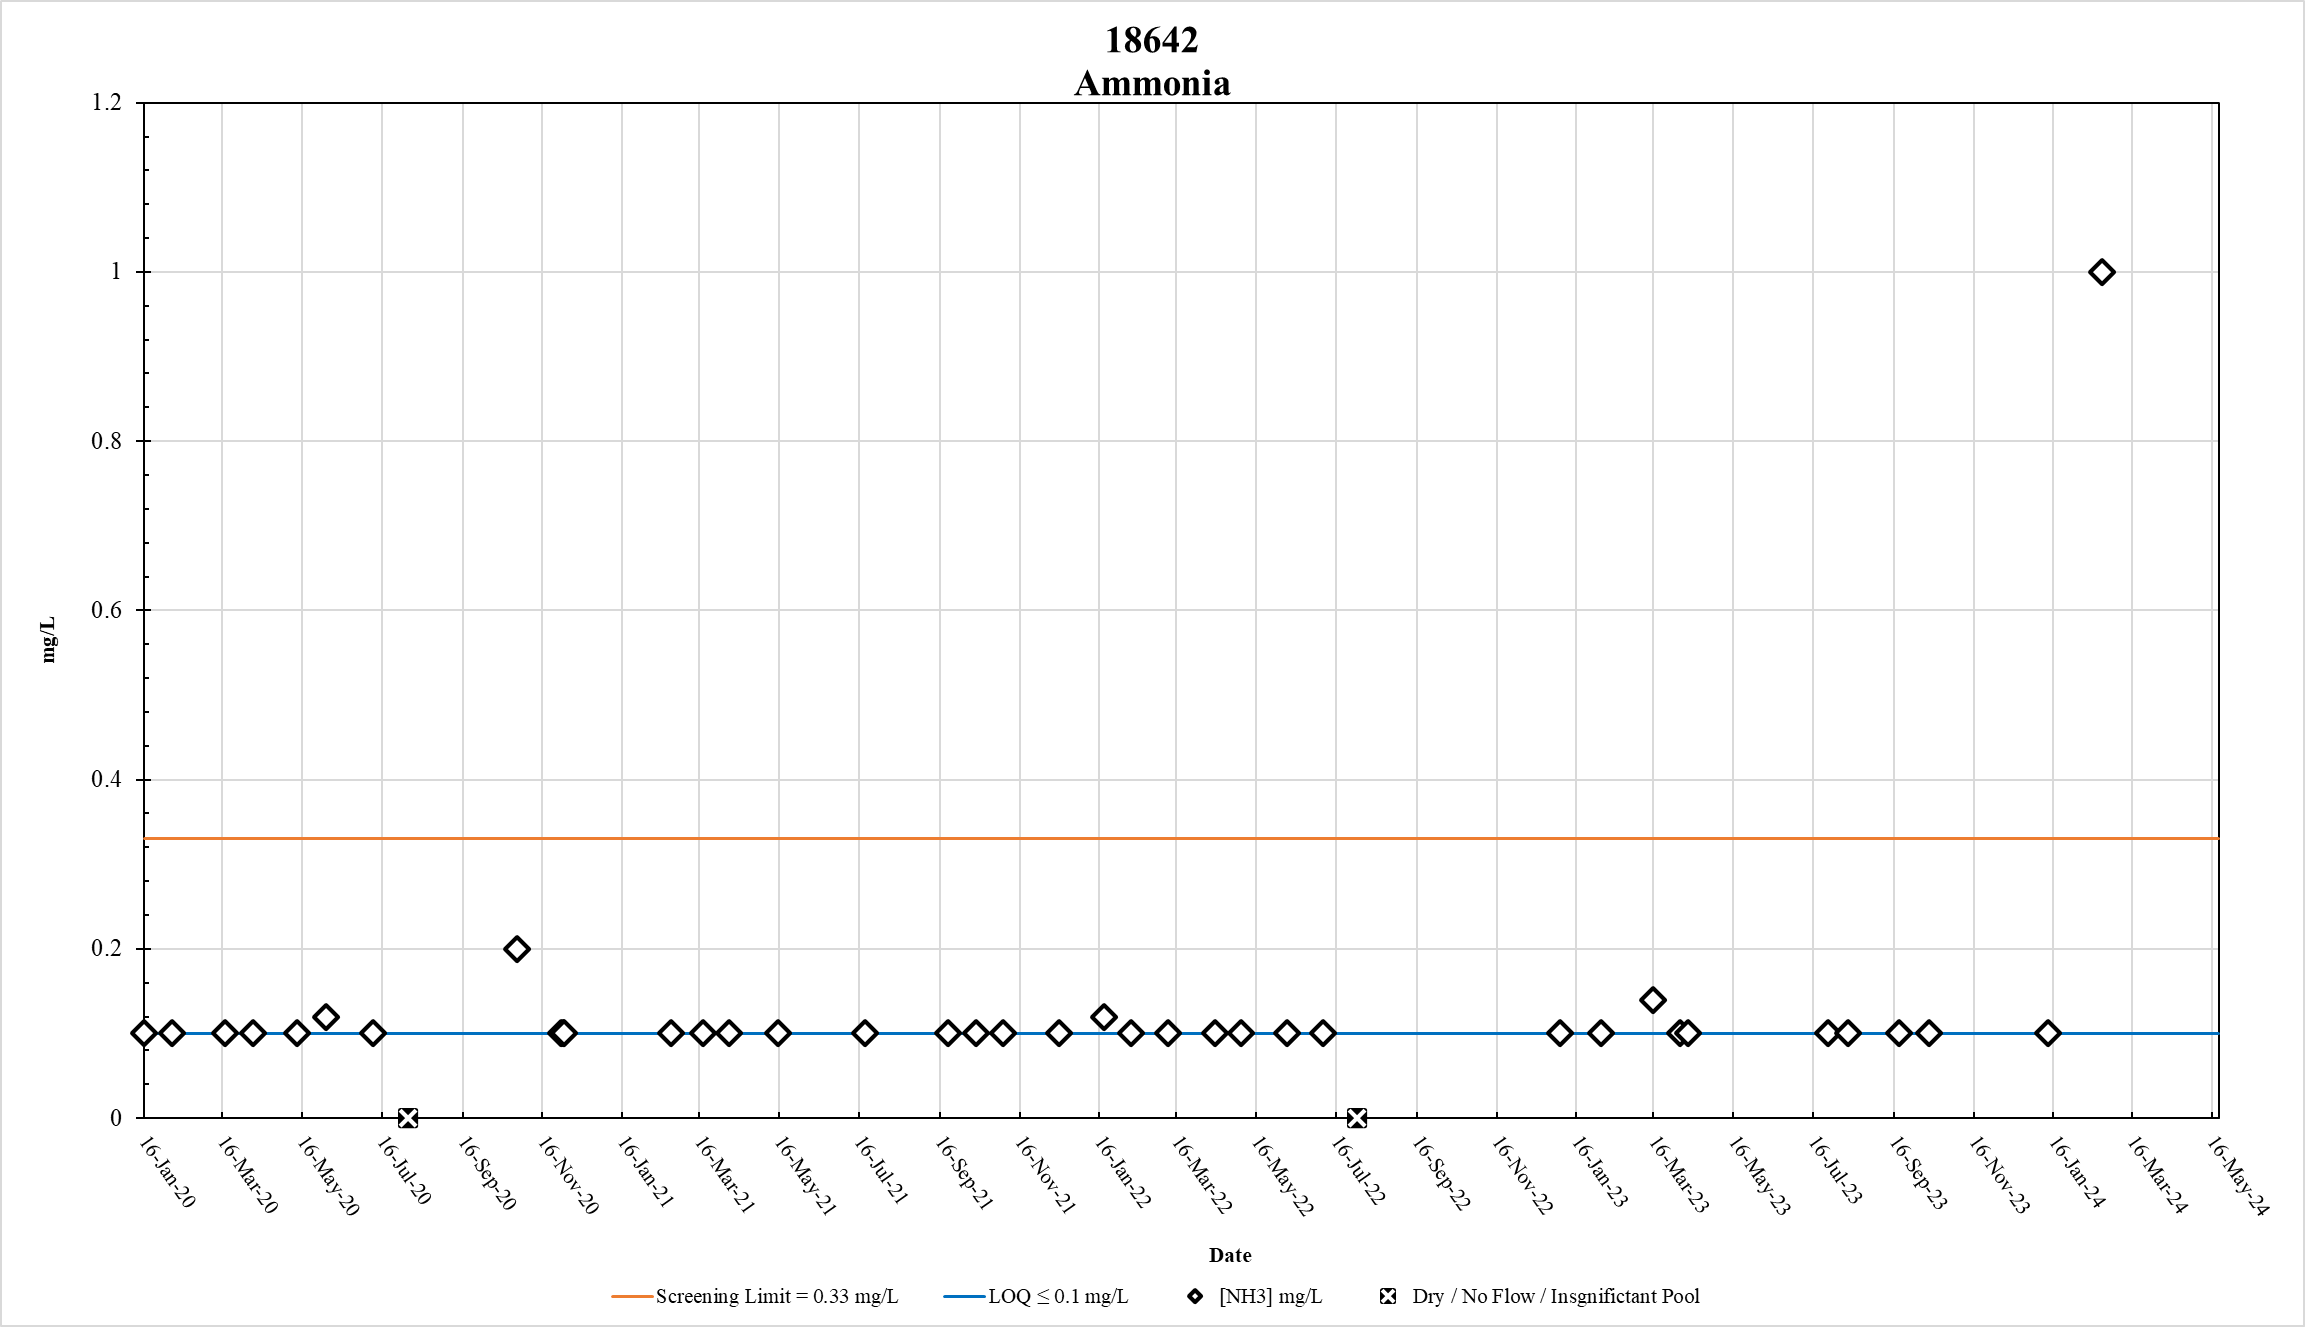 18642
Ammonia
1.2
1
0.8
0.6
0.4
0.2
0
mg/L
16-Jan-20
16-Mar-20
16-May-20
16-Jul-20
16-Sep-20
16-Nov-20
16-Jan-21
16-Mar-21
16-May-21
16-Jul-21
16-Sep-21
16-Nov-21
16-Jan-22
16-Mar-22
16-May-22
16-Jul-22
16-Sep-22
16-Nov-22
16-Jan-23
16-Mar-23
16-May-23
16-Jul-23
16-Sep-23
16-Nov-23
16-Jan-24
16-Mar-24
16-May-24
Date
Screening Limit = 0.33 mg/L
LOQ ≤ 0.1 mg/L
[NH3] mg/L
Dry / No Flow / Insgnifictant Pool